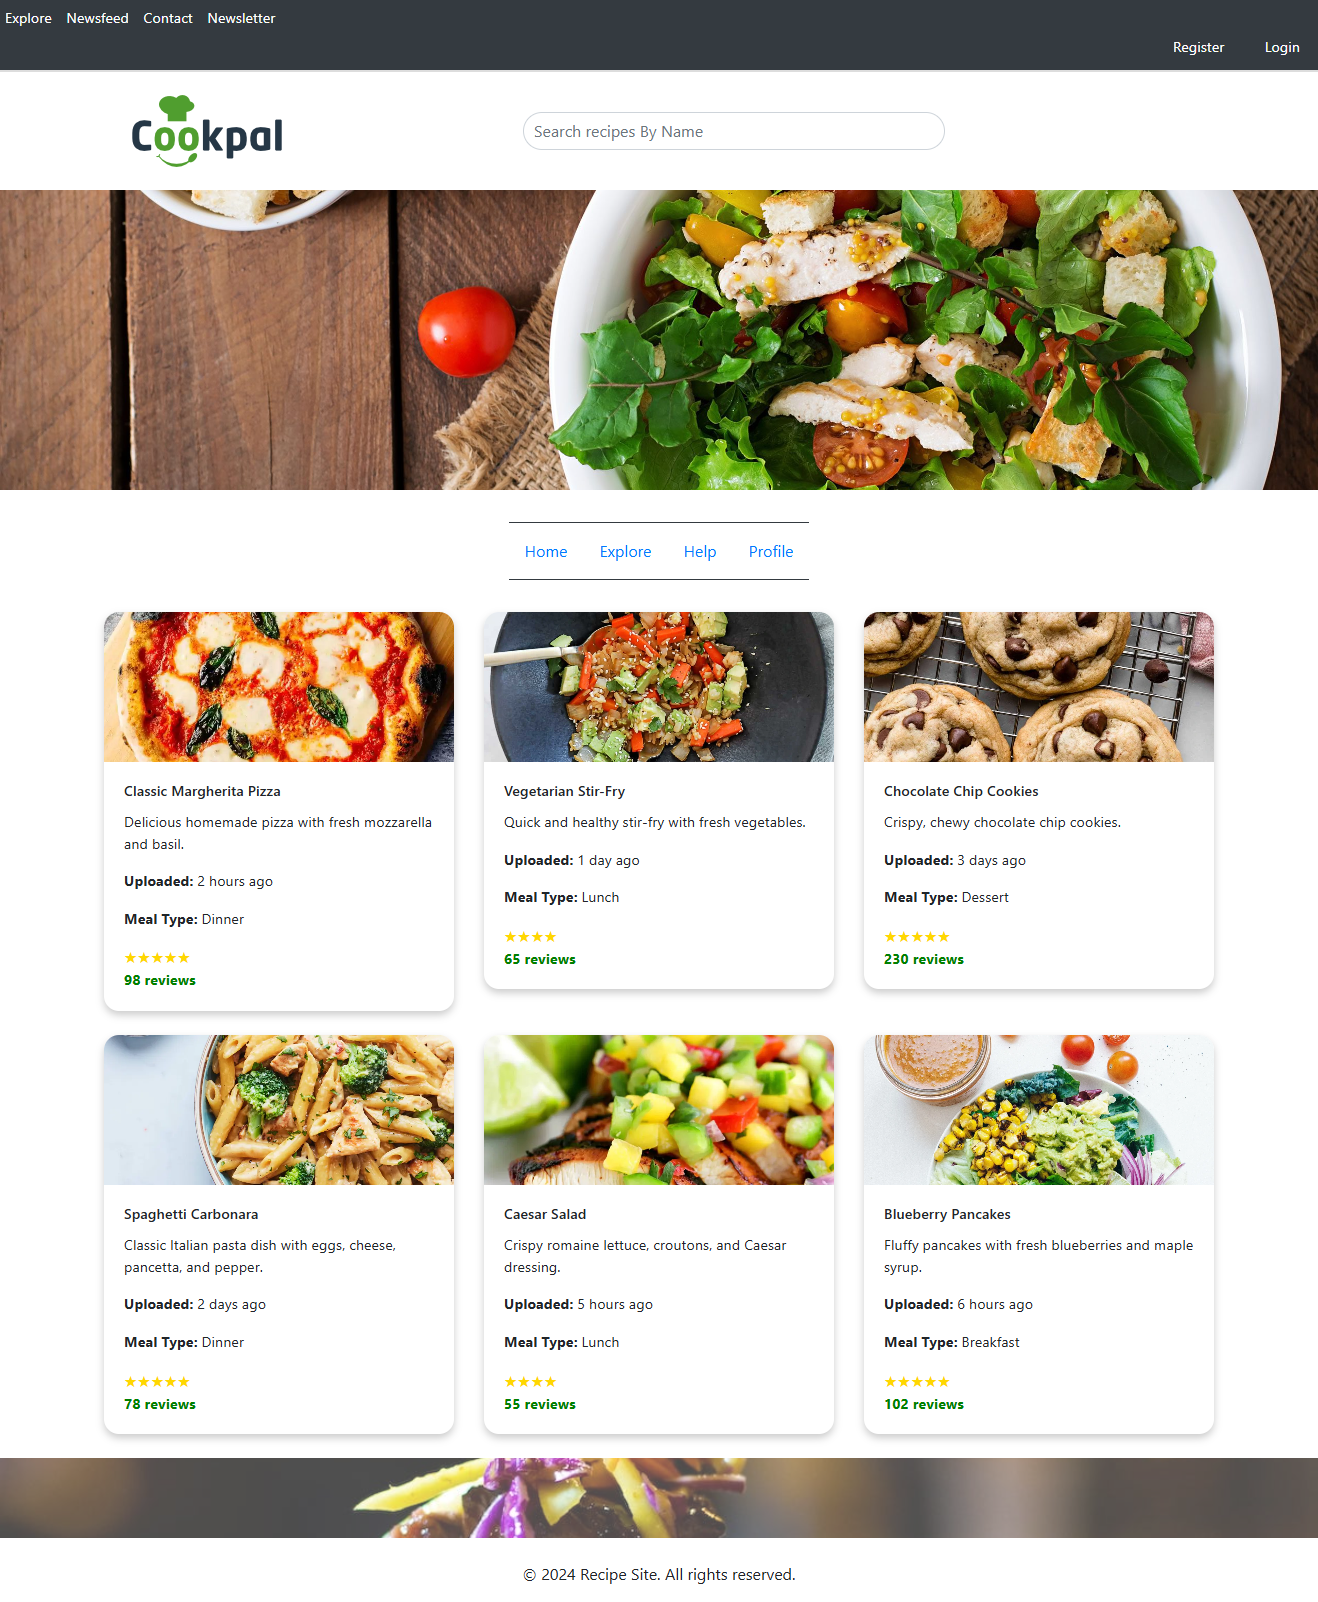 Explore Newsfeed Contact Newsletter
Register Login
Cookpal
Search recipes By Name
Home Explore Help Profile
Classic Margherita Pizza
Delicious homemade pizza with fresh mozzarella
and basil.
Uploaded: 2 hours ago
Meal Type: Dinner
★★★★★
98 reviews
Vegetarian Stir-Fry
Quick and healthy stir-fry with fresh vegetables.
Uploaded: 1 day ago
Meal Type: Lunch
★★★★
65 reviews
Chocolate Chip Cookies
Crispy, chewy chocolate chip cookies.
Uploaded: 3 days ago
Meal Type: Dessert
★★★★★
230 reviews
Spaghetti Carbonara
Classic Italian pasta dish with eggs, cheese,
pancetta, and pepper.
Uploaded: 2 days ago
Meal Type: Dinner
★★★★★
78 reviews
Caesar Salad
Crispy romaine lettuce, croutons, and Caesar
dressing.
Uploaded: 5 hours ago
Meal Type: Lunch
★★★★
55 reviews
Blueberry Pancakes
Fluffy pancakes with fresh blueberries and maple
syrup.
Uploaded: 6 hours ago
Meal Type: Breakfast
★★★★★
102 reviews
© 2024 Recipe Site. All rights reserved.